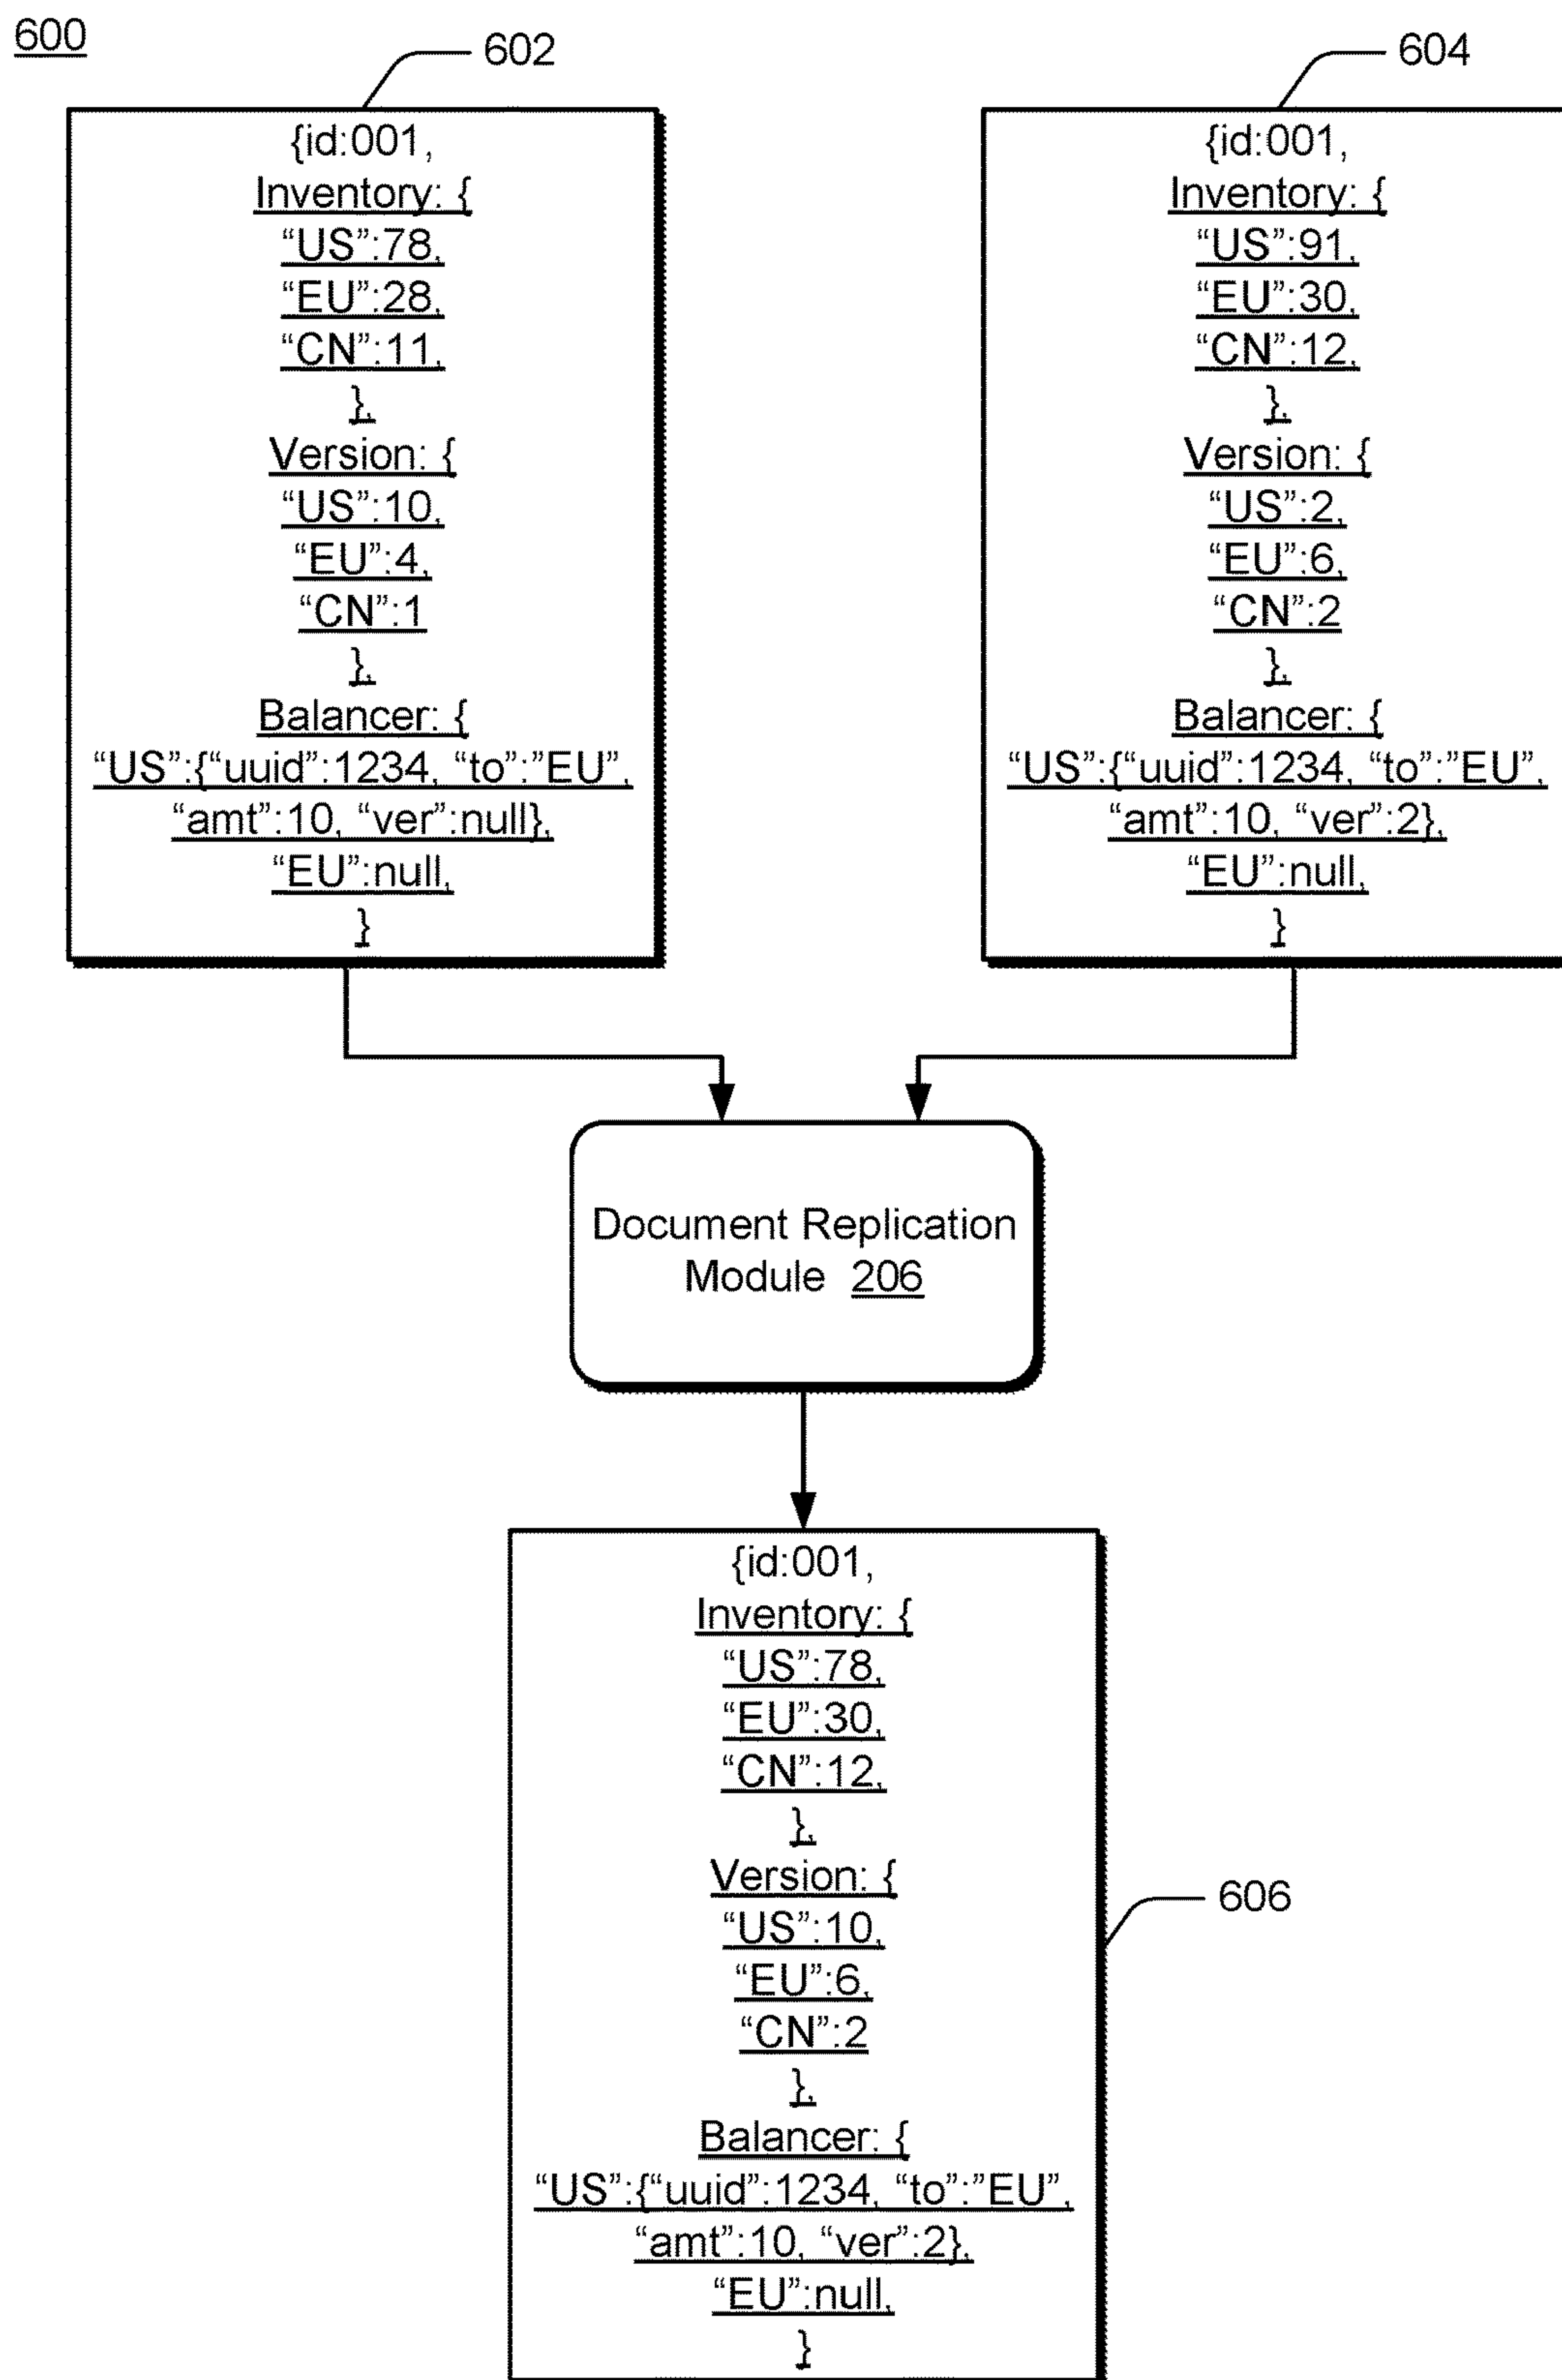 600
602
{id:001,
Inventory: {
“US”:78,
“EU”:28,
“CN”:11,
},
Version: {
“US”:10,
“EU”:4,
“CN”:1
},
Balancer: {
“US”:{“uuid”:1234, “to”:”EU”,
“amt”:10, “ver”:null},
“EU”:null,
}
604
{id:001,
Inventory: {
“US”:91,
“EU”:30,
“CN”:12,
},
Version: {
“US”:2,
“EU”:6,
“CN”:2
},
Balancer: {
“US”:{“uuid”:1234, “to”:”EU”,
“amt”:10, “ver”:2},
“EU”:null,
}
Document Replication
Module 206
{id:001,
Inventory: {
“US”:78,
“EU”:30,
“CN”:12,
},
Version: {
“US”:10,
“EU”:6,
“CN”:2
},
Balancer: {
“US”:{“uuid”:1234, “to”:”EU”,
“amt”:10, “ver”:2},
“EU”:null,
}
606